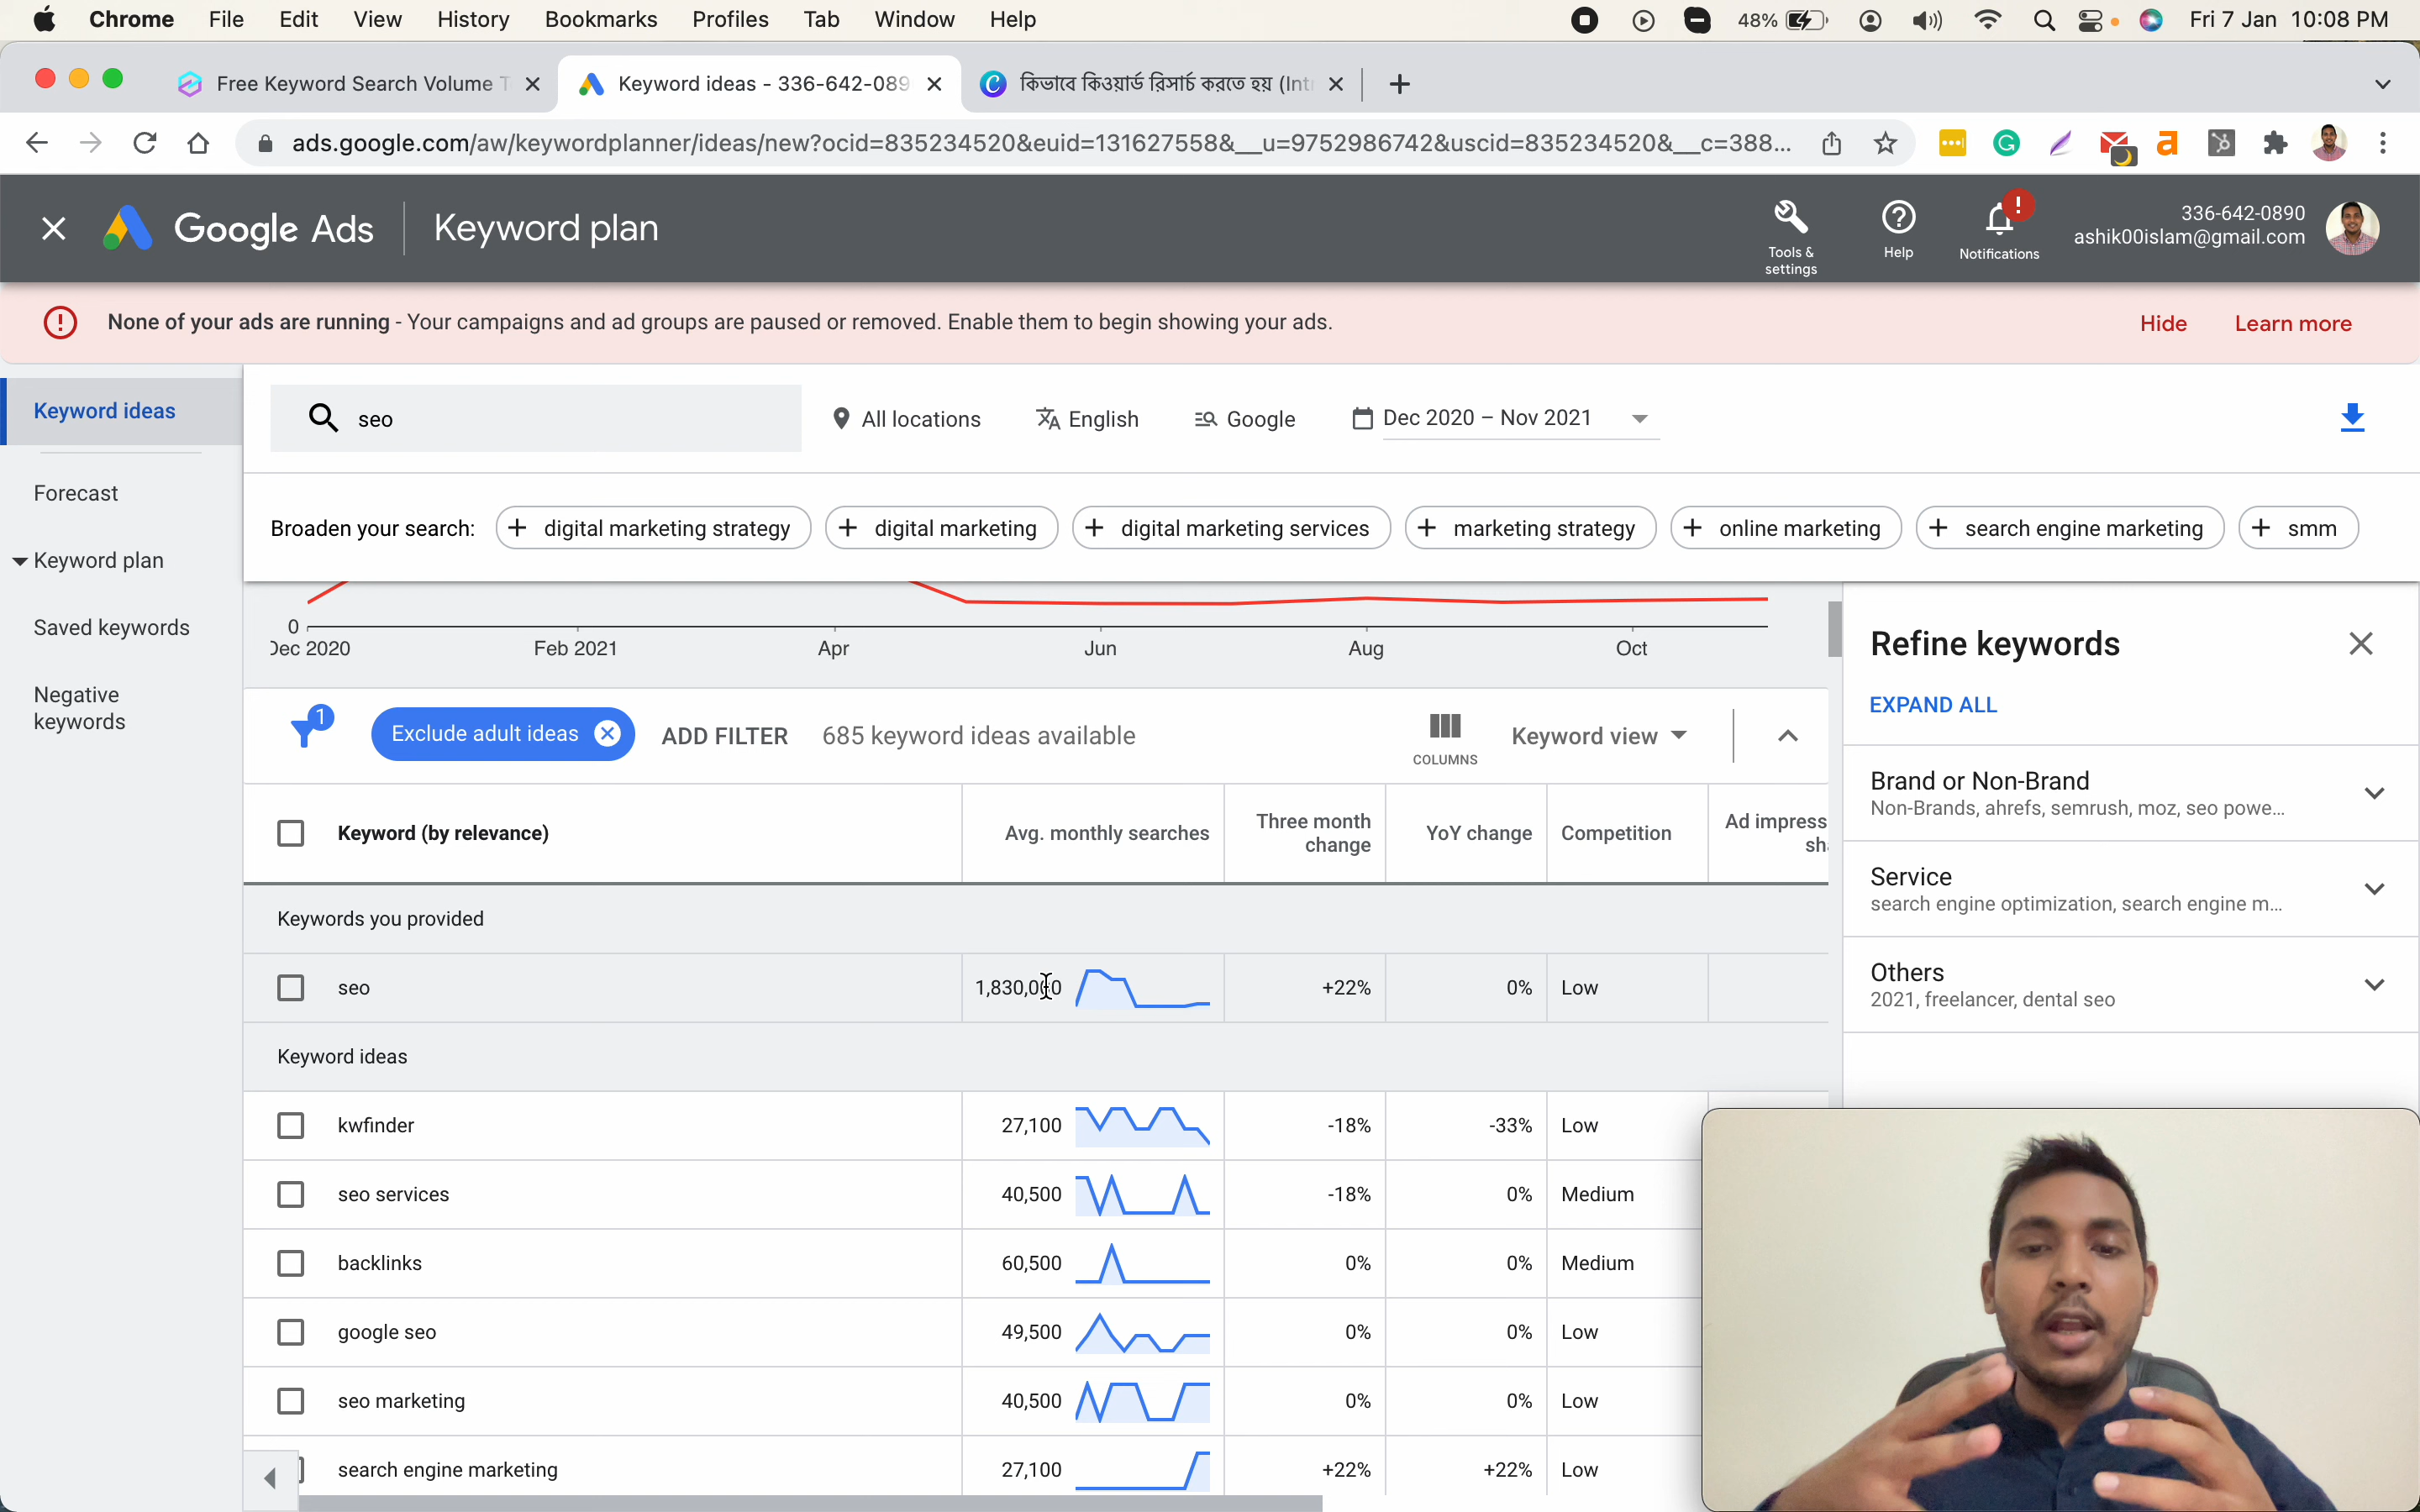 Chrome File Edit View History Bookmarks Profiles Tab Window Help 48% Fri 7 Jan 10:08 PM
Free Keyword Search Volume T
Keyword ideas - 336-642-089
কিভাবে কিওয়ার্ড রিসার্চ করতে হয় (Int
ads.google.com/aw/keywordplanner/ideas/new?ocid=835234520&euid=131627558&__u=9752986742&uscid=835234520&__c=388...
Google Ads Keyword plan
Tools & settings
Help
Notifications
336-642-0890
ashik00islam@gmail.com
None of your ads are running - Your campaigns and ad groups are paused or removed. Enable them to begin showing your ads. Hide Learn more
Keyword ideas
Forecast
Keyword plan
Saved keywords
Negative
keywords
seo All locations English Google Dec 2020 – Nov 2021
Broaden your search: + digital marketing strategy + digital marketing + digital marketing services + marketing strategy + online marketing + search engine marketing + smm
0
Dec 2020 Feb 2021 Apr Jun Aug Oct
1 Exclude adult ideas ADD FILTER 685 keyword ideas available COLUMNS Keyword view
Keyword (by relevance) Avg. monthly searches Three month change YoY change Competition Ad impress sh
Keywords you provided
seo 1,830,000 +22% 0% Low
Keyword ideas
kwfinder 27,100 -18% -33% Low
seo services 40,500 -18% 0% Medium
backlinks 60,500 0% 0% Medium
google seo 49,500 0% 0% Low
seo marketing 40,500 0% 0% Low
search engine marketing 27,100 +22% +22% Low
Refine keywords
EXPAND ALL
Brand or Non-Brand
Non-Brands, ahrefs, semrush, moz, seo powe...
Service
search engine optimization, search engine m...
Others
2021, freelancer, dental seo